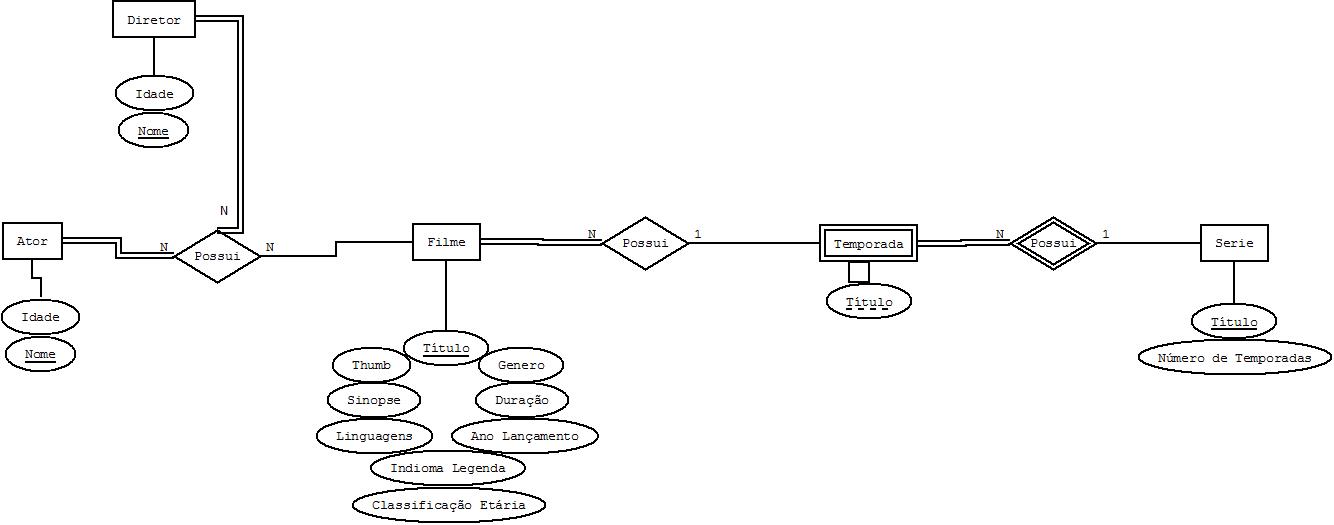 Diretor
Idade
Nome
N
Ator
N
Possui
N
Filme
N
Possui
1
Temporada
N
Possui
1
Serie
Idade
Nome
Título
Título
Número de Temporadas
Título
Thumb
Genero
Sinopse
Duração
Linguagens
Ano Lançamento
Indioma Legenda
Classificação Etária